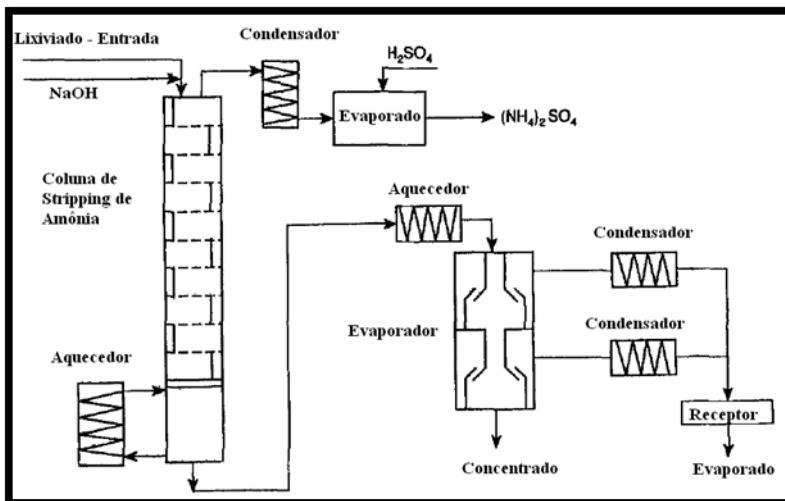 Lixiviado - Entrada
NaOH
Condensador
H₂SO₄
Evaporado
(NH₄)₂SO₄
Coluna de
Stripping de
Amônia
Aquecedor
Condensador
Evaporador
Condensador
Aquecedor
Receptor
Concentrado
Evaporado